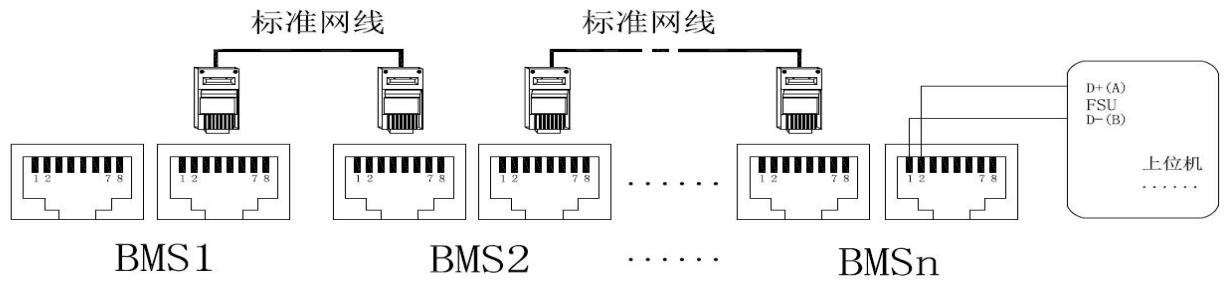 标准网线 标准网线
D+(A)
FSU
D-(B)
上位机
······
1 2 7 8 1 2 7 8 1 2 7 8 1 2 7 8 ······ 1 2 7 8 1 2 7 8
BMS1 BMS2 ······ BMSn